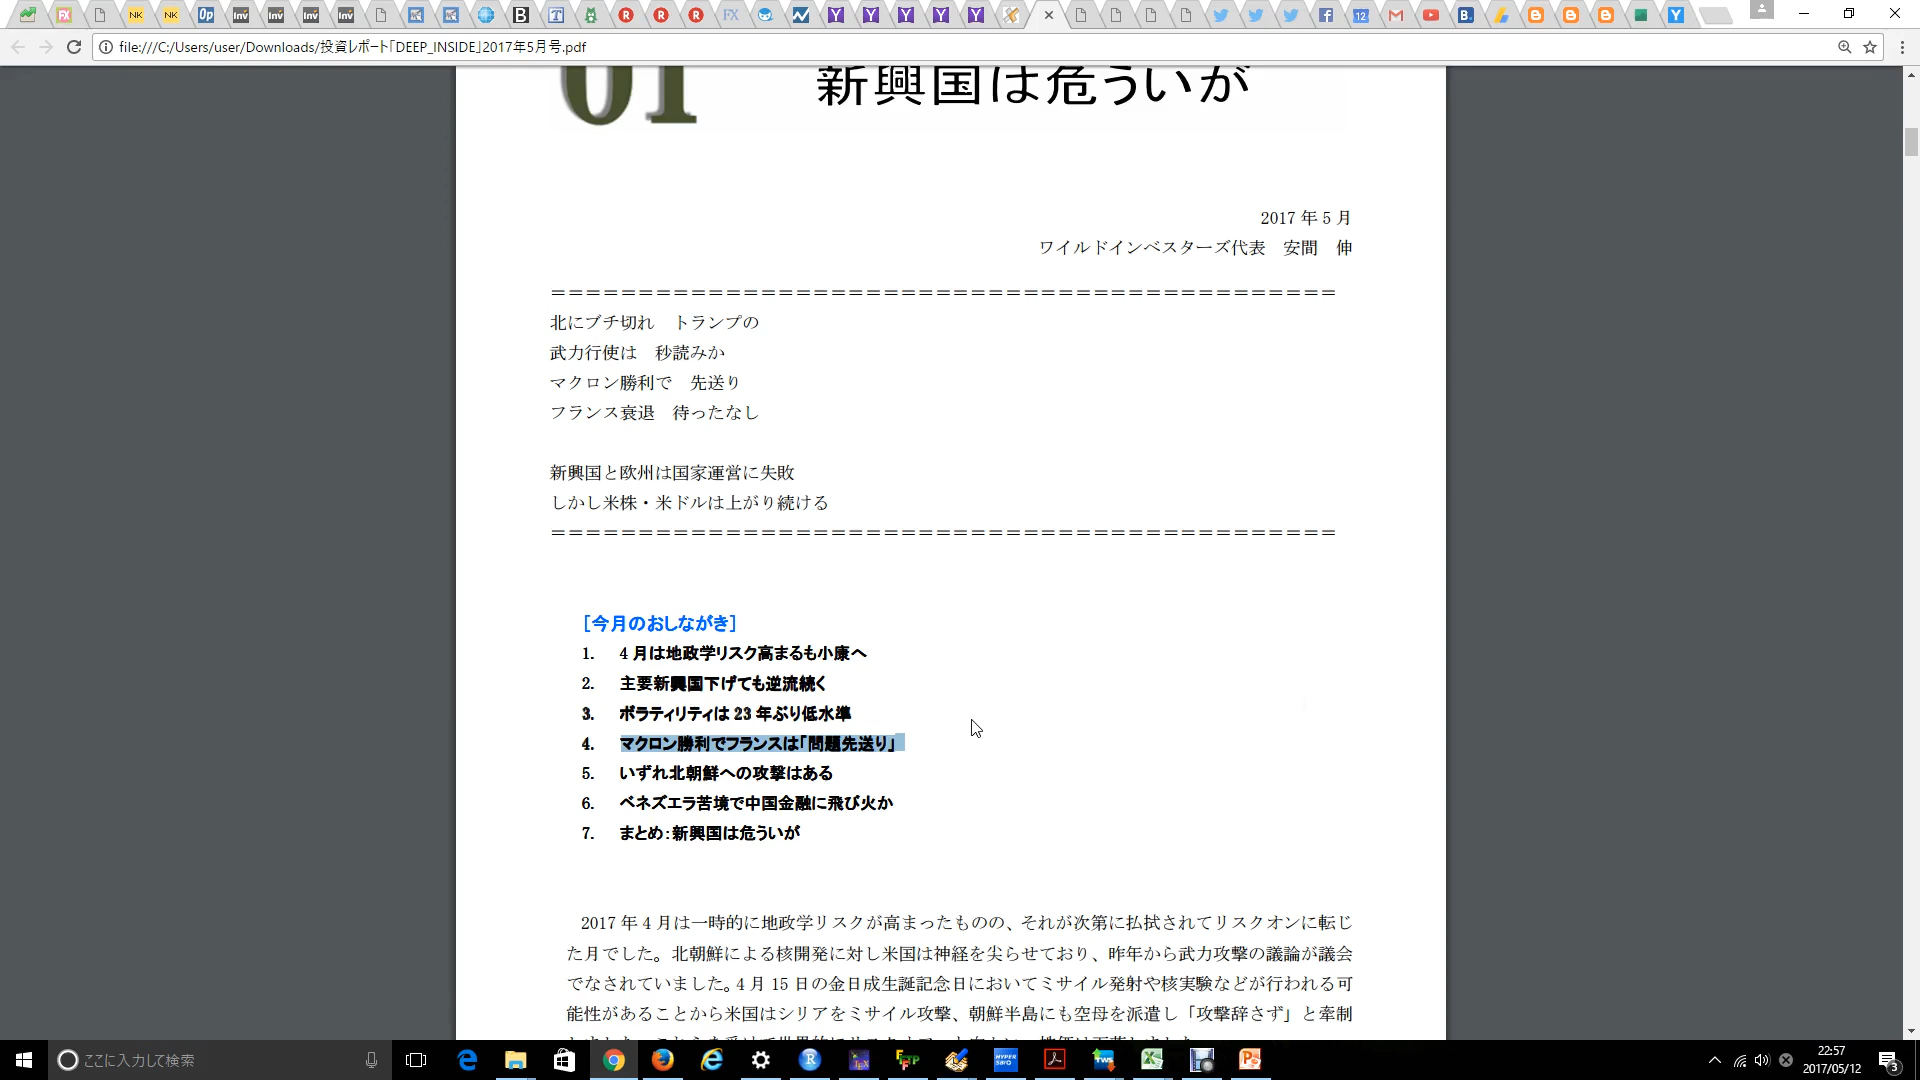 file:///C:/Users/user/Downloads/投資レポート「DEEP_INSIDE」2017年5月号.pdf
01
新興国は危ういが
2017 年 5 月
ワイルドインベスターズ代表　安間　伸
＝＝＝＝＝＝＝＝＝＝＝＝＝＝＝＝＝＝＝＝＝＝＝＝＝＝＝＝＝＝＝＝＝＝＝＝＝＝＝＝＝＝＝＝＝
北にブチ切れ　トランプの
武力行使は　秒読みか
マクロン勝利で　先送り
フランス衰退　待ったなし
新興国と欧州は国家運営に失敗
しかし米株・米ドルは上がり続ける
＝＝＝＝＝＝＝＝＝＝＝＝＝＝＝＝＝＝＝＝＝＝＝＝＝＝＝＝＝＝＝＝＝＝＝＝＝＝＝＝＝＝＝＝＝
[今月のおしながき]
1. 4 月は地政学リスク高まるも小康へ
2. 主要新興国下げても逆流続く
3. ボラティリティは 23 年ぶり低水準
4. マクロン勝利でフランスは「問題先送り」
5. いずれ北朝鮮への攻撃はある
6. ベネズエラ苦境で中国金融に飛び火か
7. まとめ：新興国は危ういが
2017 年 4 月は一時的に地政学リスクが高まったものの、それが次第に払拭されてリスクオンに転じ
た月でした。北朝鮮による核開発に対し米国は神経を尖らせており、昨年から武力攻撃の議論が議会
でなされていました。4 月 15 日の金日成生誕記念日においてミサイル発射や核実験などが行われる可
能性があることから米国はシリアをミサイル攻撃、朝鮮半島にも空母を派遣し「攻撃辞さず」と牽制
ここに入力して検索
22:57
2017/05/12